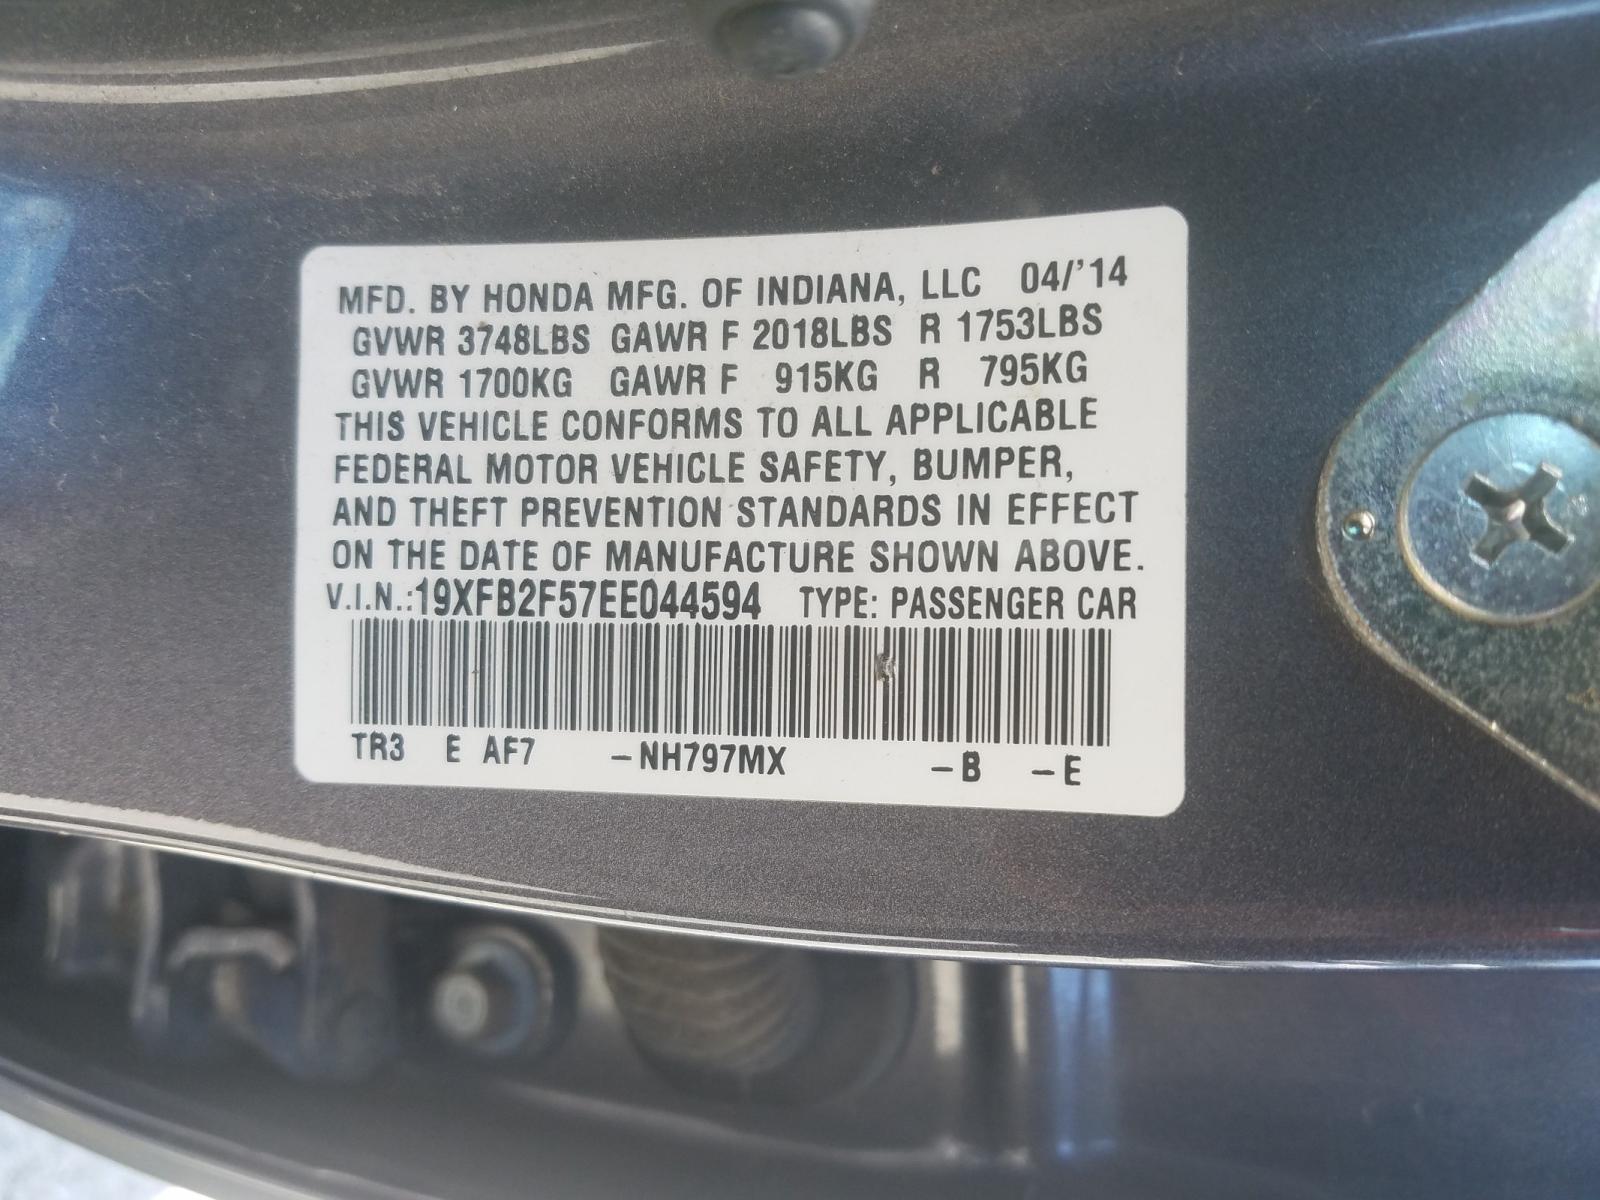 MFD. BY HONDA MFG. OF INDIANA, LLC 04/'14
GVWR 3748LBS GAWR F 2018LBS R 1753LBS
GVWR 1700KG GAWR F 915KG R 795KG
THIS VEHICLE CONFORMS TO ALL APPLICABLE
FEDERAL MOTOR VEHICLE SAFETY, BUMPER,
AND THEFT PREVENTION STANDARDS IN EFFECT
ON THE DATE OF MANUFACTURE SHOWN ABOVE.
V.I.N.:19XFB2F57EE044594 TYPE: PASSENGER CAR
TR3 E AF7 -NH797MX -B -E